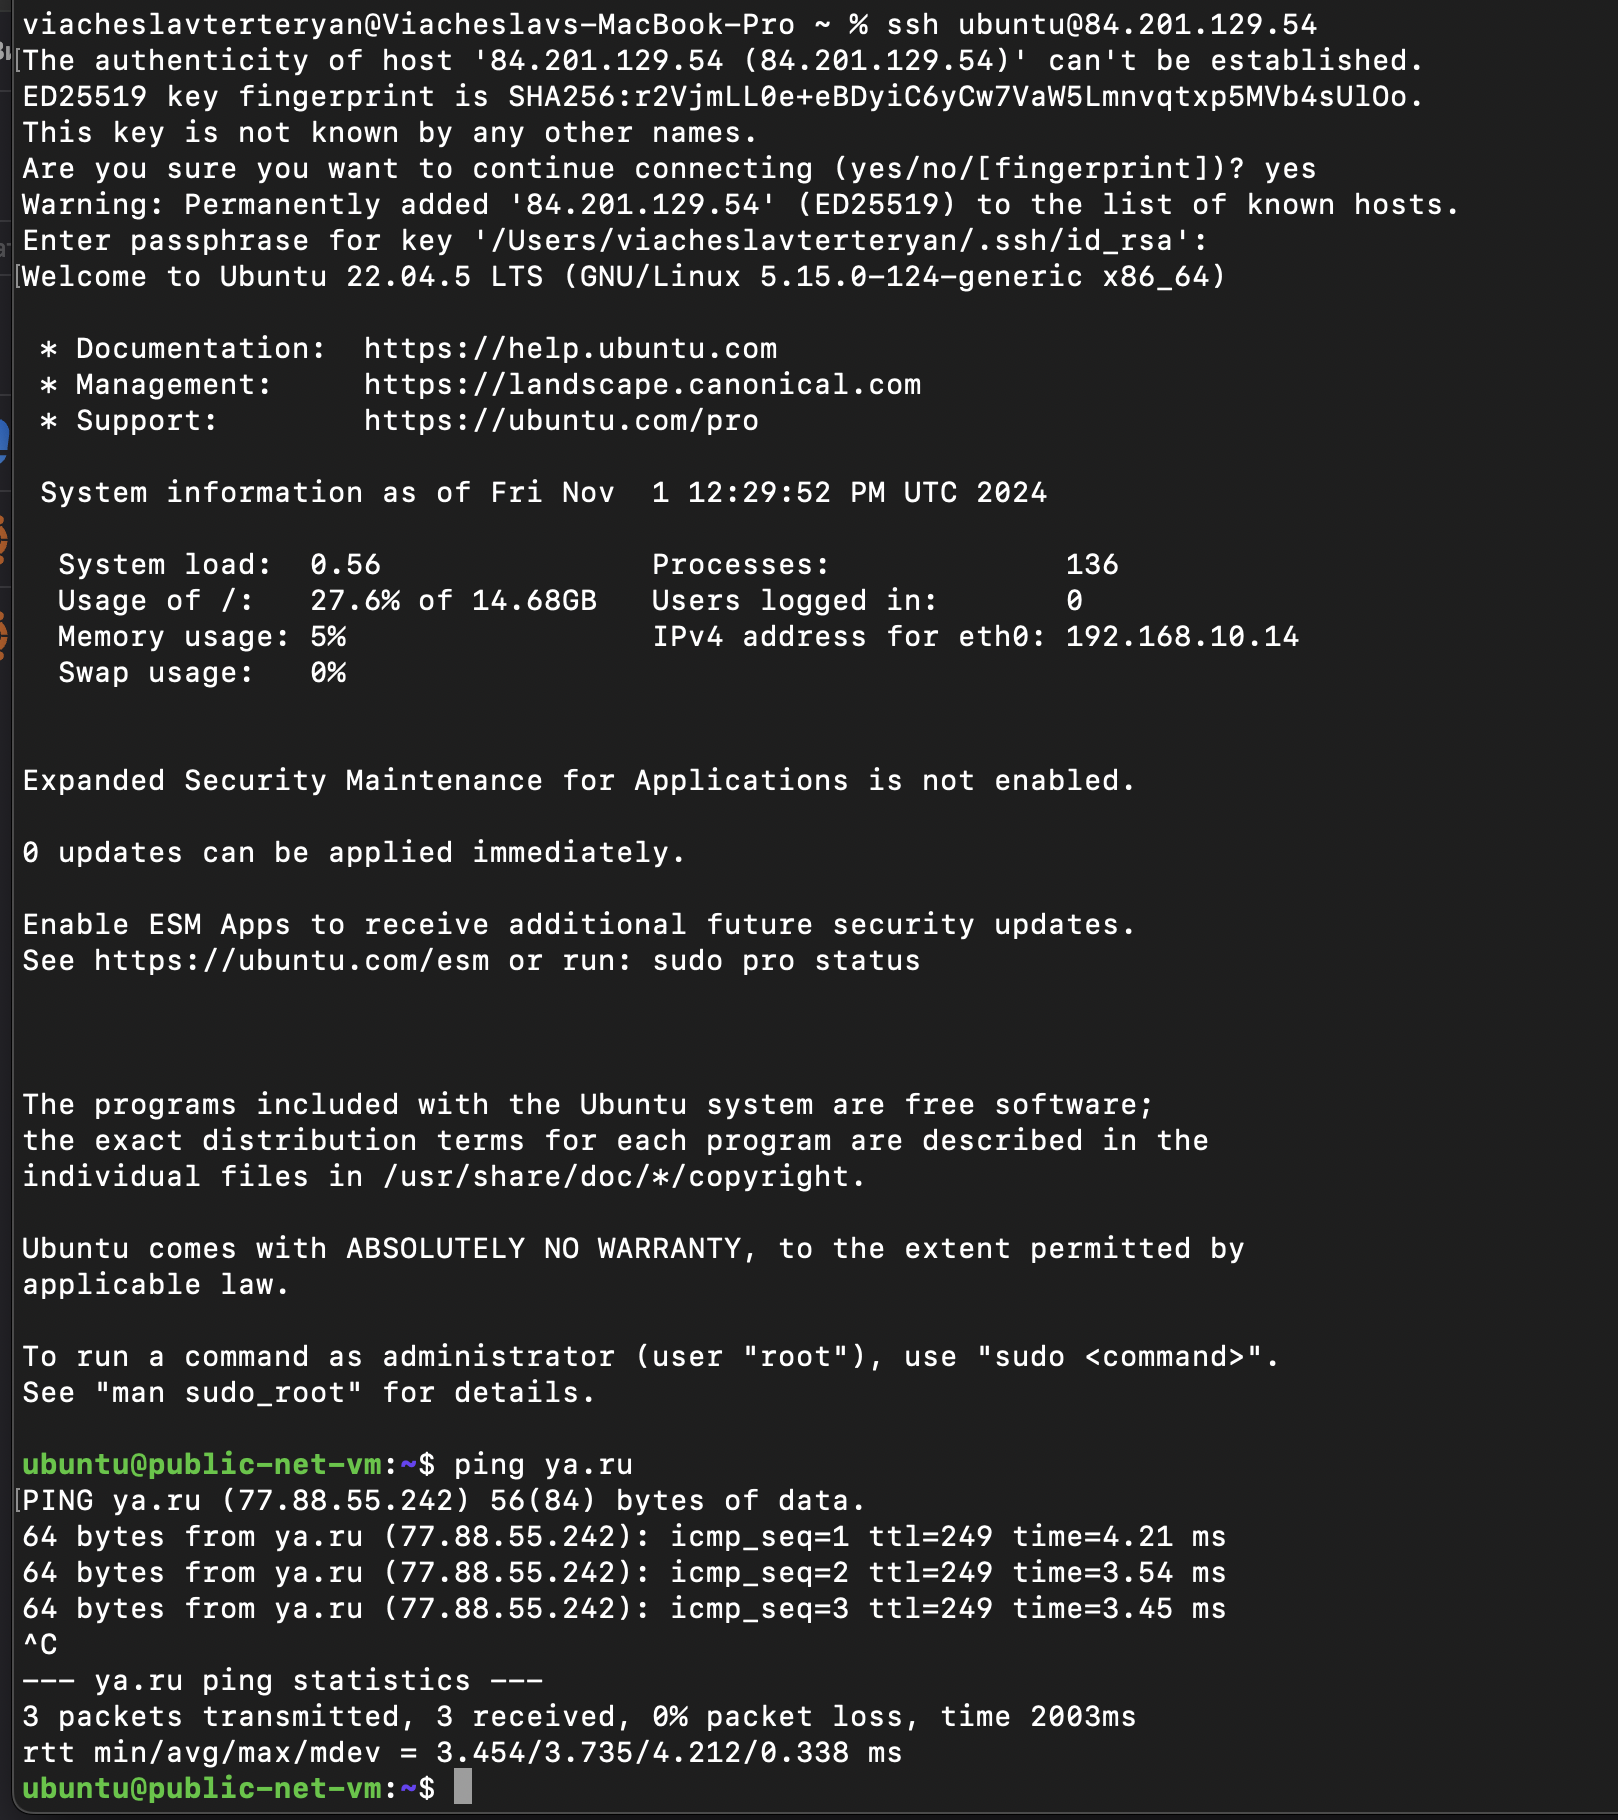 viacheslavterteryan@Viacheslavs-MacBook-Pro ~ % ssh ubuntu@84.201.129.54
The authenticity of host '84.201.129.54 (84.201.129.54)' can't be established.
ED25519 key fingerprint is SHA256:r2VjmLL0e+eBDyiC6yCw7VaW5Lmnvqtxp5MVb4sUlOo.
This key is not known by any other names.
Are you sure you want to continue connecting (yes/no/[fingerprint])? yes
Warning: Permanently added '84.201.129.54' (ED25519) to the list of known hosts.
Enter passphrase for key '/Users/viacheslavterteryan/.ssh/id_rsa':
Welcome to Ubuntu 22.04.5 LTS (GNU/Linux 5.15.0-124-generic x86_64)

 * Documentation:  https://help.ubuntu.com
 * Management:     https://landscape.canonical.com
 * Support:        https://ubuntu.com/pro

 System information as of Fri Nov  1 12:29:52 PM UTC 2024

  System load:  0.56               Processes:             136
  Usage of /:   27.6% of 14.68GB   Users logged in:       0
  Memory usage: 5%                 IPv4 address for eth0: 192.168.10.14
  Swap usage:   0%

Expanded Security Maintenance for Applications is not enabled.

0 updates can be applied immediately.

Enable ESM Apps to receive additional future security updates.
See https://ubuntu.com/esm or run: sudo pro status

The programs included with the Ubuntu system are free software;
the exact distribution terms for each program are described in the
individual files in /usr/share/doc/*/copyright.

Ubuntu comes with ABSOLUTELY NO WARRANTY, to the extent permitted by
applicable law.

To run a command as administrator (user "root"), use "sudo <command>".
See "man sudo_root" for details.

ubuntu@public-net-vm:~$ ping ya.ru
PING ya.ru (77.88.55.242) 56(84) bytes of data.
64 bytes from ya.ru (77.88.55.242): icmp_seq=1 ttl=249 time=4.21 ms
64 bytes from ya.ru (77.88.55.242): icmp_seq=2 ttl=249 time=3.54 ms
64 bytes from ya.ru (77.88.55.242): icmp_seq=3 ttl=249 time=3.45 ms
^C
--- ya.ru ping statistics ---
3 packets transmitted, 3 received, 0% packet loss, time 2003ms
rtt min/avg/max/mdev = 3.454/3.735/4.212/0.338 ms
ubuntu@public-net-vm:~$